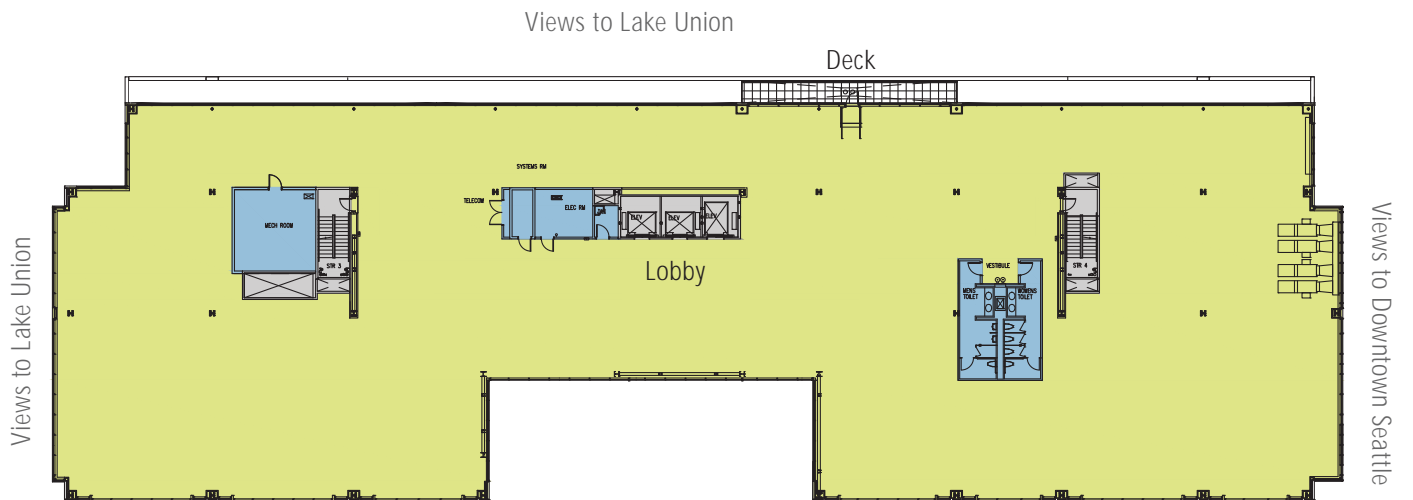 Views to Lake Union
Deck
SYSTEMS RM
TELECOM
ELEC RM
ELEV
ELEV
ELEV
MECH ROOM
STR 3
Lobby
VESTIBULE
STR 4
MENS
TOILET
WOMENS
TOILET
Views to Lake Union
Views to Downtown Seattle